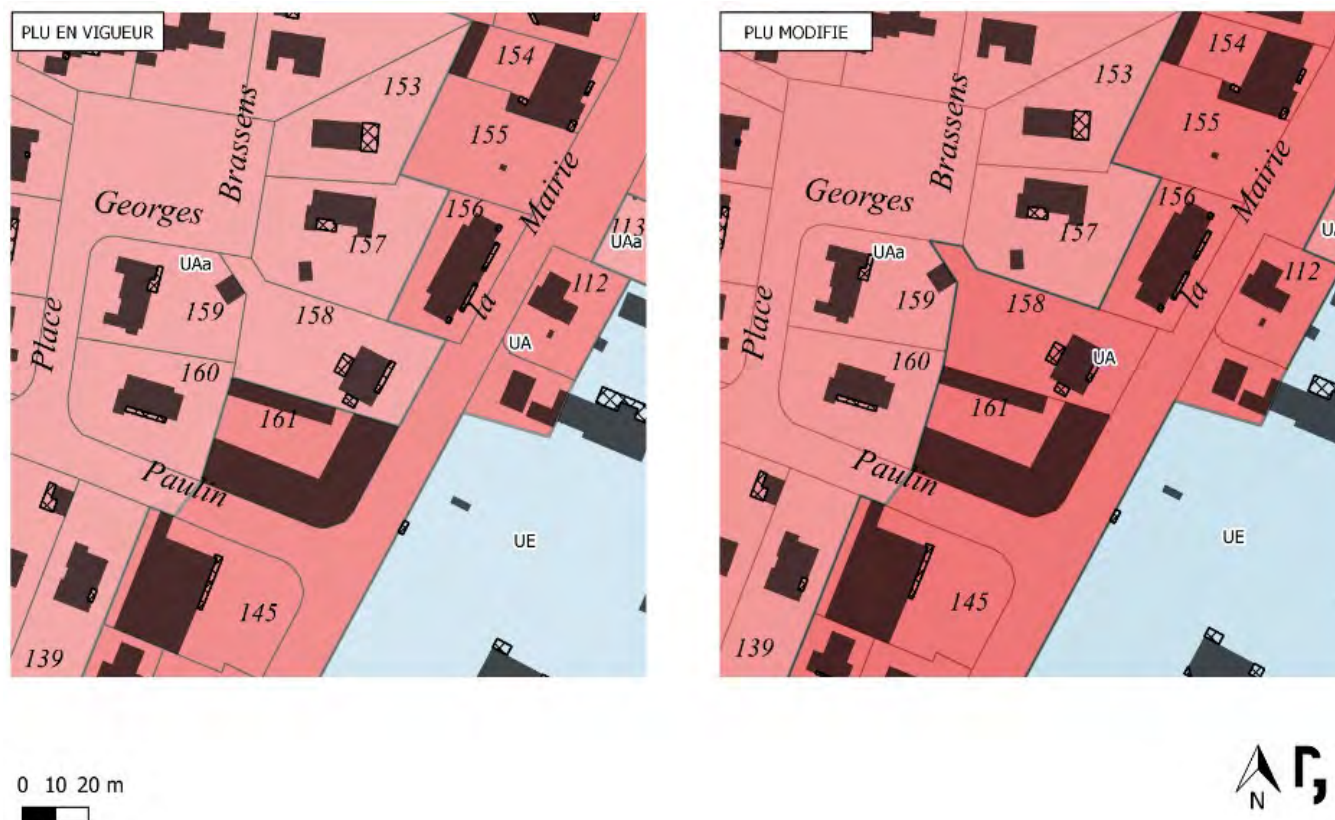 PLU EN VIGUEUR
154
153
155
Brassens
Mairie
Georges
156
113
UAa
157
la
UAa
112
159
158
Place
UA
160
161
Paulin
UE
145
139
PLU MODIFIE
154
153
155
Brassens
Mairie
Georges
156
157
la
UAa
112
159
158
Place
UA
160
161
Paulin
UE
145
139
0 10 20 m
N